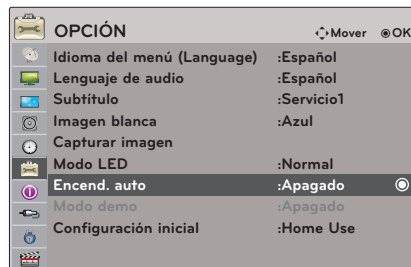 OPCIÓN
Mover OK
Idioma del menú (Language) :Español
Lenguaje de audio :Español
Subtítulo :Servicio1
Imagen blanca :Azul
Capturar imagen
Modo LED :Normal
Encend. auto :Apagado
Modo demo :Apagado
Configuración inicial :Home Use